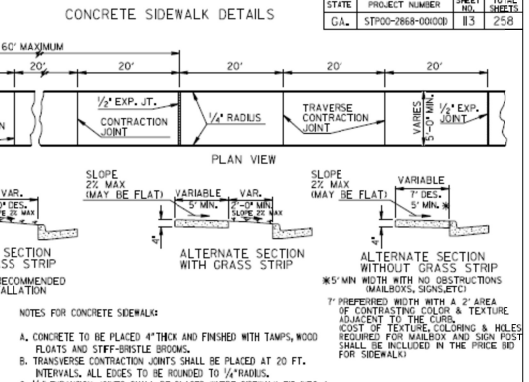 CONCRETE SIDEWALK DETAILS
STATE PROJECT NUMBER SHEET NO. TOTAL SHEETS
GA. STP00-2868-00(001) 113 258
60' MAXIMUM
20' 20' 20' 20' 20'
1/2" EXP. JT.
CONTRACTION
JOINT
1/4" RADIUS
TRAVERSE
CONTRACTION
JOINT
VARIES
5'-0" MIN.
1/2" EXP.
JOINT
PLAN VIEW
VAR.
0" DES.
SLOPE 2% MAX
SLOPE
2% MAX
(MAY BE FLAT)
VARIABLE
5' MIN.
VAR.
2'-0" MIN.
SLOPE 2% MAX
4"
SLOPE
2% MAX
(MAY BE FLAT)
VARIABLE
7' DES.
5' MIN. *
4"
SECTION
SS STRIP
ECOMMENDED
ALLATION
ALTERNATE SECTION
WITH GRASS STRIP
ALTERNATE SECTION
WITHOUT GRASS STRIP
*5' MIN WIDTH WITH NO OBSTRUCTIONS
(MAILBOXS, SIGNS,ETC)
7' PREFERRED WIDTH WITH A 2' AREA
OF CONTRASTING COLOR & TEXTURE
ADJACENT TO THE CURB.
(COST OF TEXTURE, COLORING & HOLES
REQUIRED FOR MAILBOX AND SIGN POST
SHALL BE INCLUDED IN THE PRICE BID
FOR SIDEWALK)
NOTES FOR CONCRETE SIDEWALK:
A. CONCRETE TO BE PLACED 4" THICK AND FINISHED WITH TAMPS, WOOD
FLOATS AND STIFF-BRISTLE BROOMS.
B. TRANSVERSE CONTRACTION JOINTS SHALL BE PLACED AT 20 FT.
INTERVALS. ALL EDGES TO BE ROUNDED TO 1/4" RADIUS.